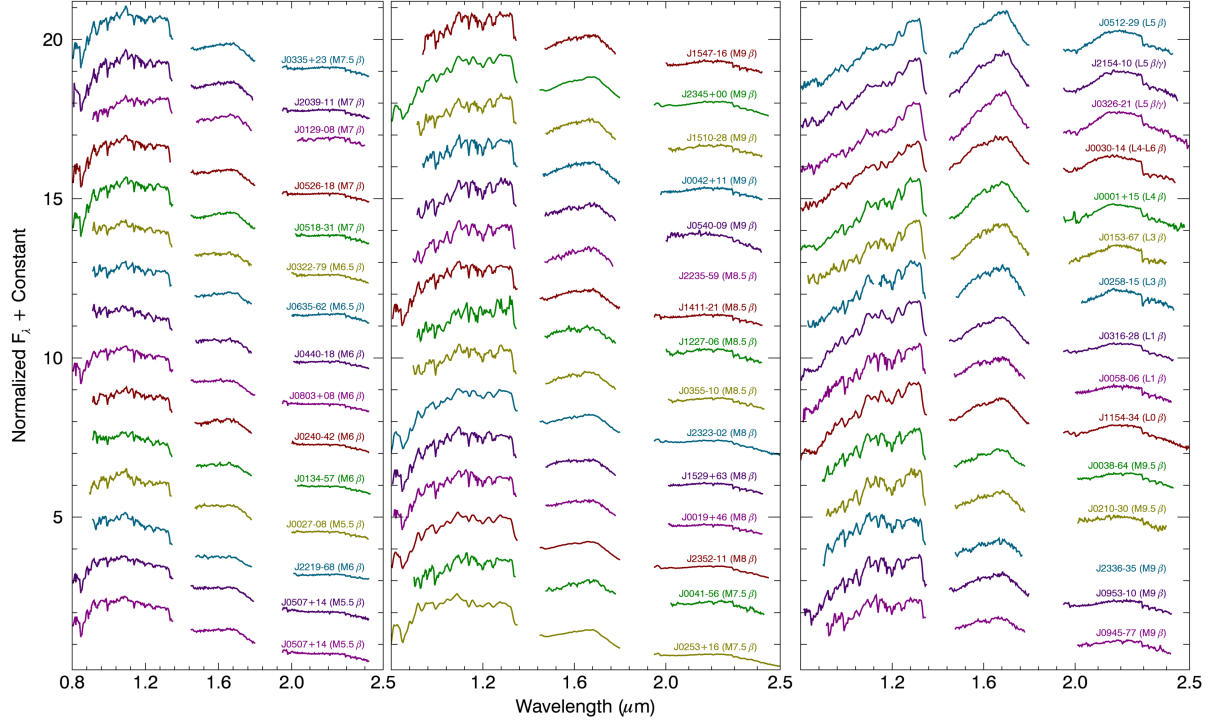 Normalized Fλ + Constant
20
15
10
5
J0335+23 (M7.5 β)
J2039-11 (M7 β)
J0129-08 (M7 β)
J0526-18 (M7 β)
J0518-31 (M7 β)
J0322-79 (M6.5 β)
J0635-62 (M6.5 β)
J0440-18 (M6 β)
J0803+08 (M6 β)
J0240-42 (M6 β)
J0134-57 (M6 β)
J0027-08 (M5.5 β)
J2219-68 (M6 β)
J0507+14 (M5.5 β)
J0507+14 (M5.5 β)
0.8 1.2 1.6 2.0 2.5
J1547-16 (M9 β)
J2345+00 (M9 β)
J1510-28 (M9 β)
J0042+11 (M9 β)
J0540-09 (M9 β)
J2235-59 (M8.5 β)
J1411-21 (M8.5 β)
J1227-06 (M8.5 β)
J0355-10 (M8.5 β)
J2323-02 (M8 β)
J1529+63 (M8 β)
J0019+46 (M8 β)
J2352-11 (M8 β)
J0041-56 (M7.5 β)
J0253+16 (M7.5 β)
1.2 1.6 2.0 2.5
J0512-29 (L5 β)
J2154-10 (L5 β/γ)
J0326-21 (L5 β/γ)
J0030-14 (L4-L6 β)
J0001+15 (L4 β)
J0153-67 (L3 β)
J0258-15 (L3 β)
J0316-28 (L1 β)
J0058-06 (L1 β)
J1154-34 (L0 β)
J0038-64 (M9.5 β)
J0210-30 (M9.5 β)
J2336-35 (M9 β)
J0953-10 (M9 β)
J0945-77 (M9 β)
1.2 1.6 2.0 2.5
Wavelength (μm)